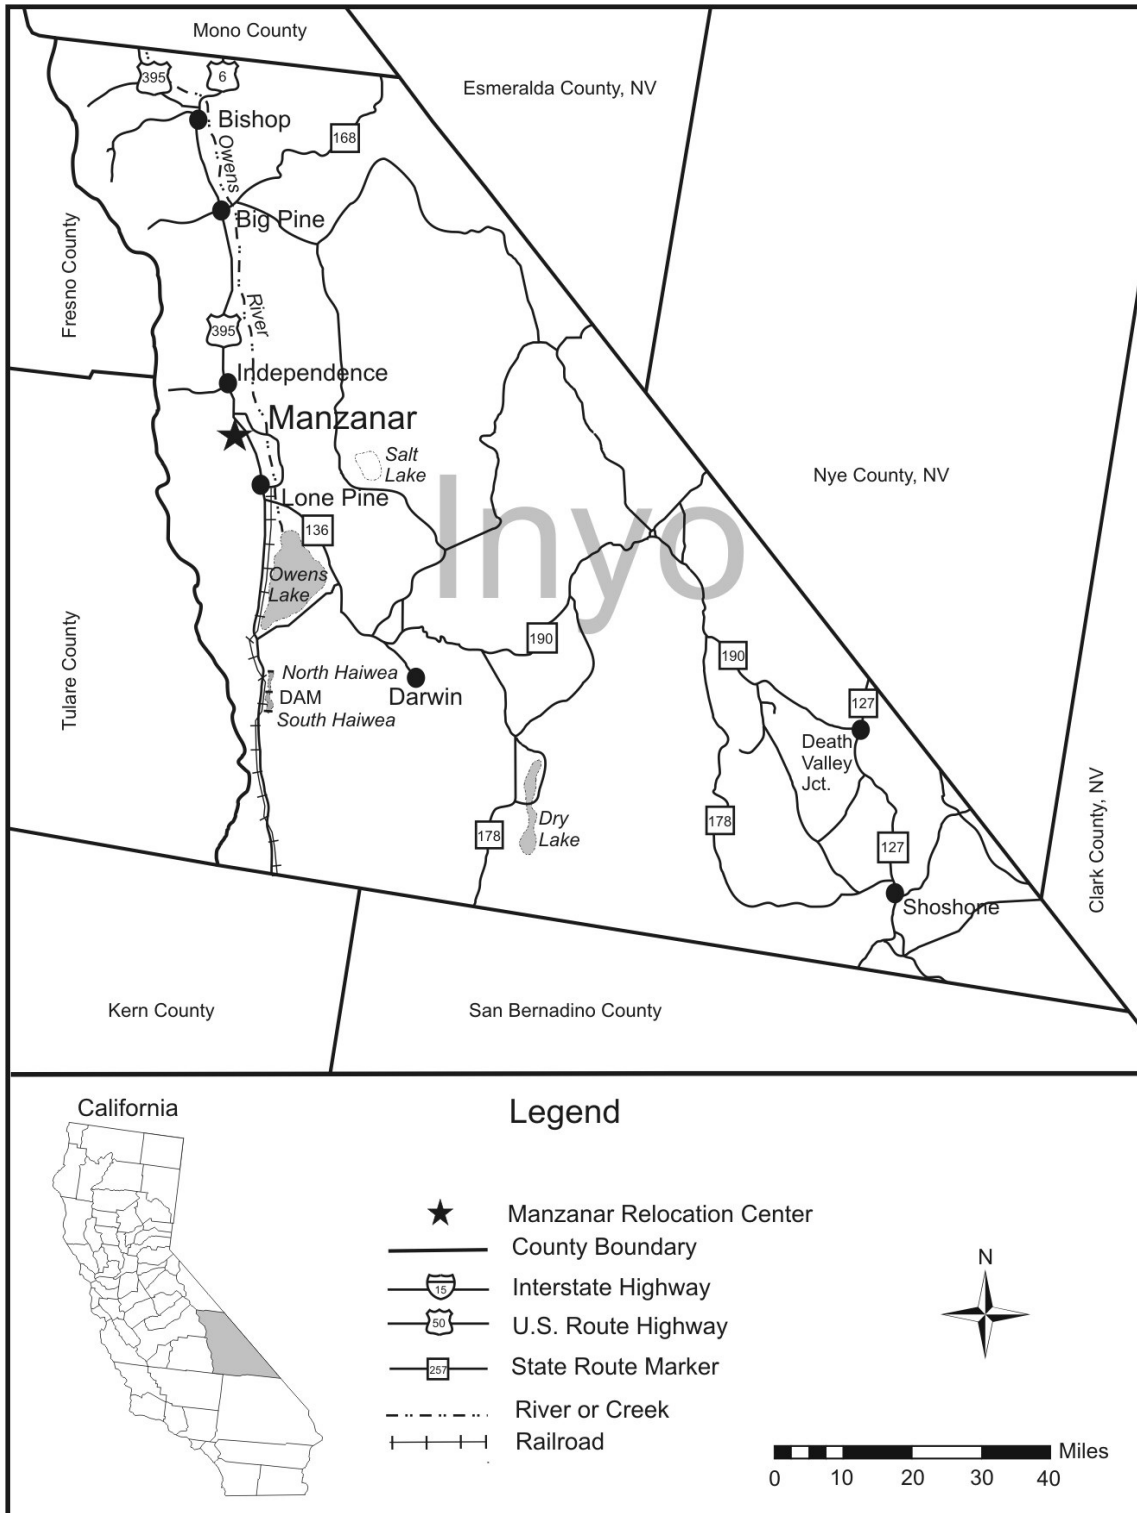 Mono County
Esmeralda County, NV
395
6
Bishop
168
Owens
Big Pine
Fresno County
River
395
Independence
Manzanar
Salt
Lake
Inyo
Nye County, NV
Lone Pine
136
Owens
Lake
190
190
Tulare County
North Haiwea
DAM
South Haiwea
Darwin
127
Death
Valley
Jct.
Dry
Lake
178
178
127
Clark County, NV
Shoshone
Kern County
San Bernadino County
California
Legend
Manzanar Relocation Center
County Boundary
15
Interstate Highway
50
U.S. Route Highway
257
State Route Marker
River or Creek
Railroad
N
Miles
0 10 20 30 40